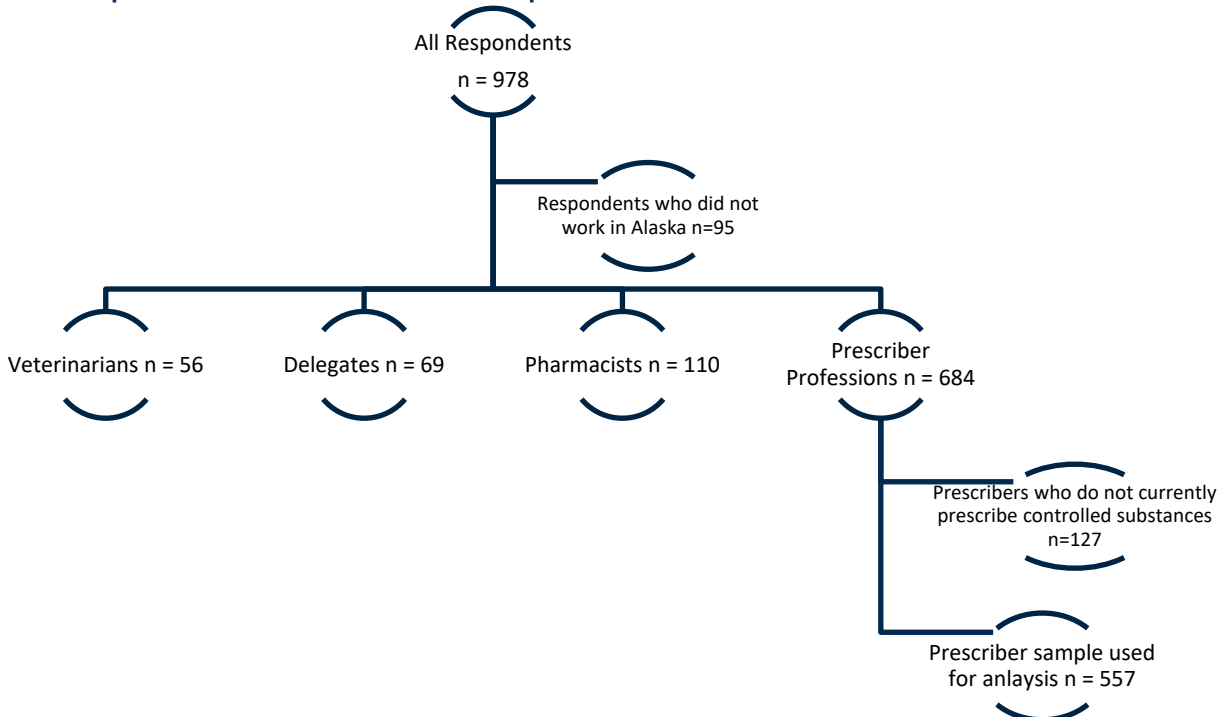 All Respondents
n = 978
Respondents who did not
work in Alaska n=95
Veterinarians n = 56
Delegates n = 69
Pharmacists n = 110
Prescriber
Professions n = 684
Prescribers who do not currently
prescribe controlled substances
n=127
Prescriber sample used
for anlaysis n = 557